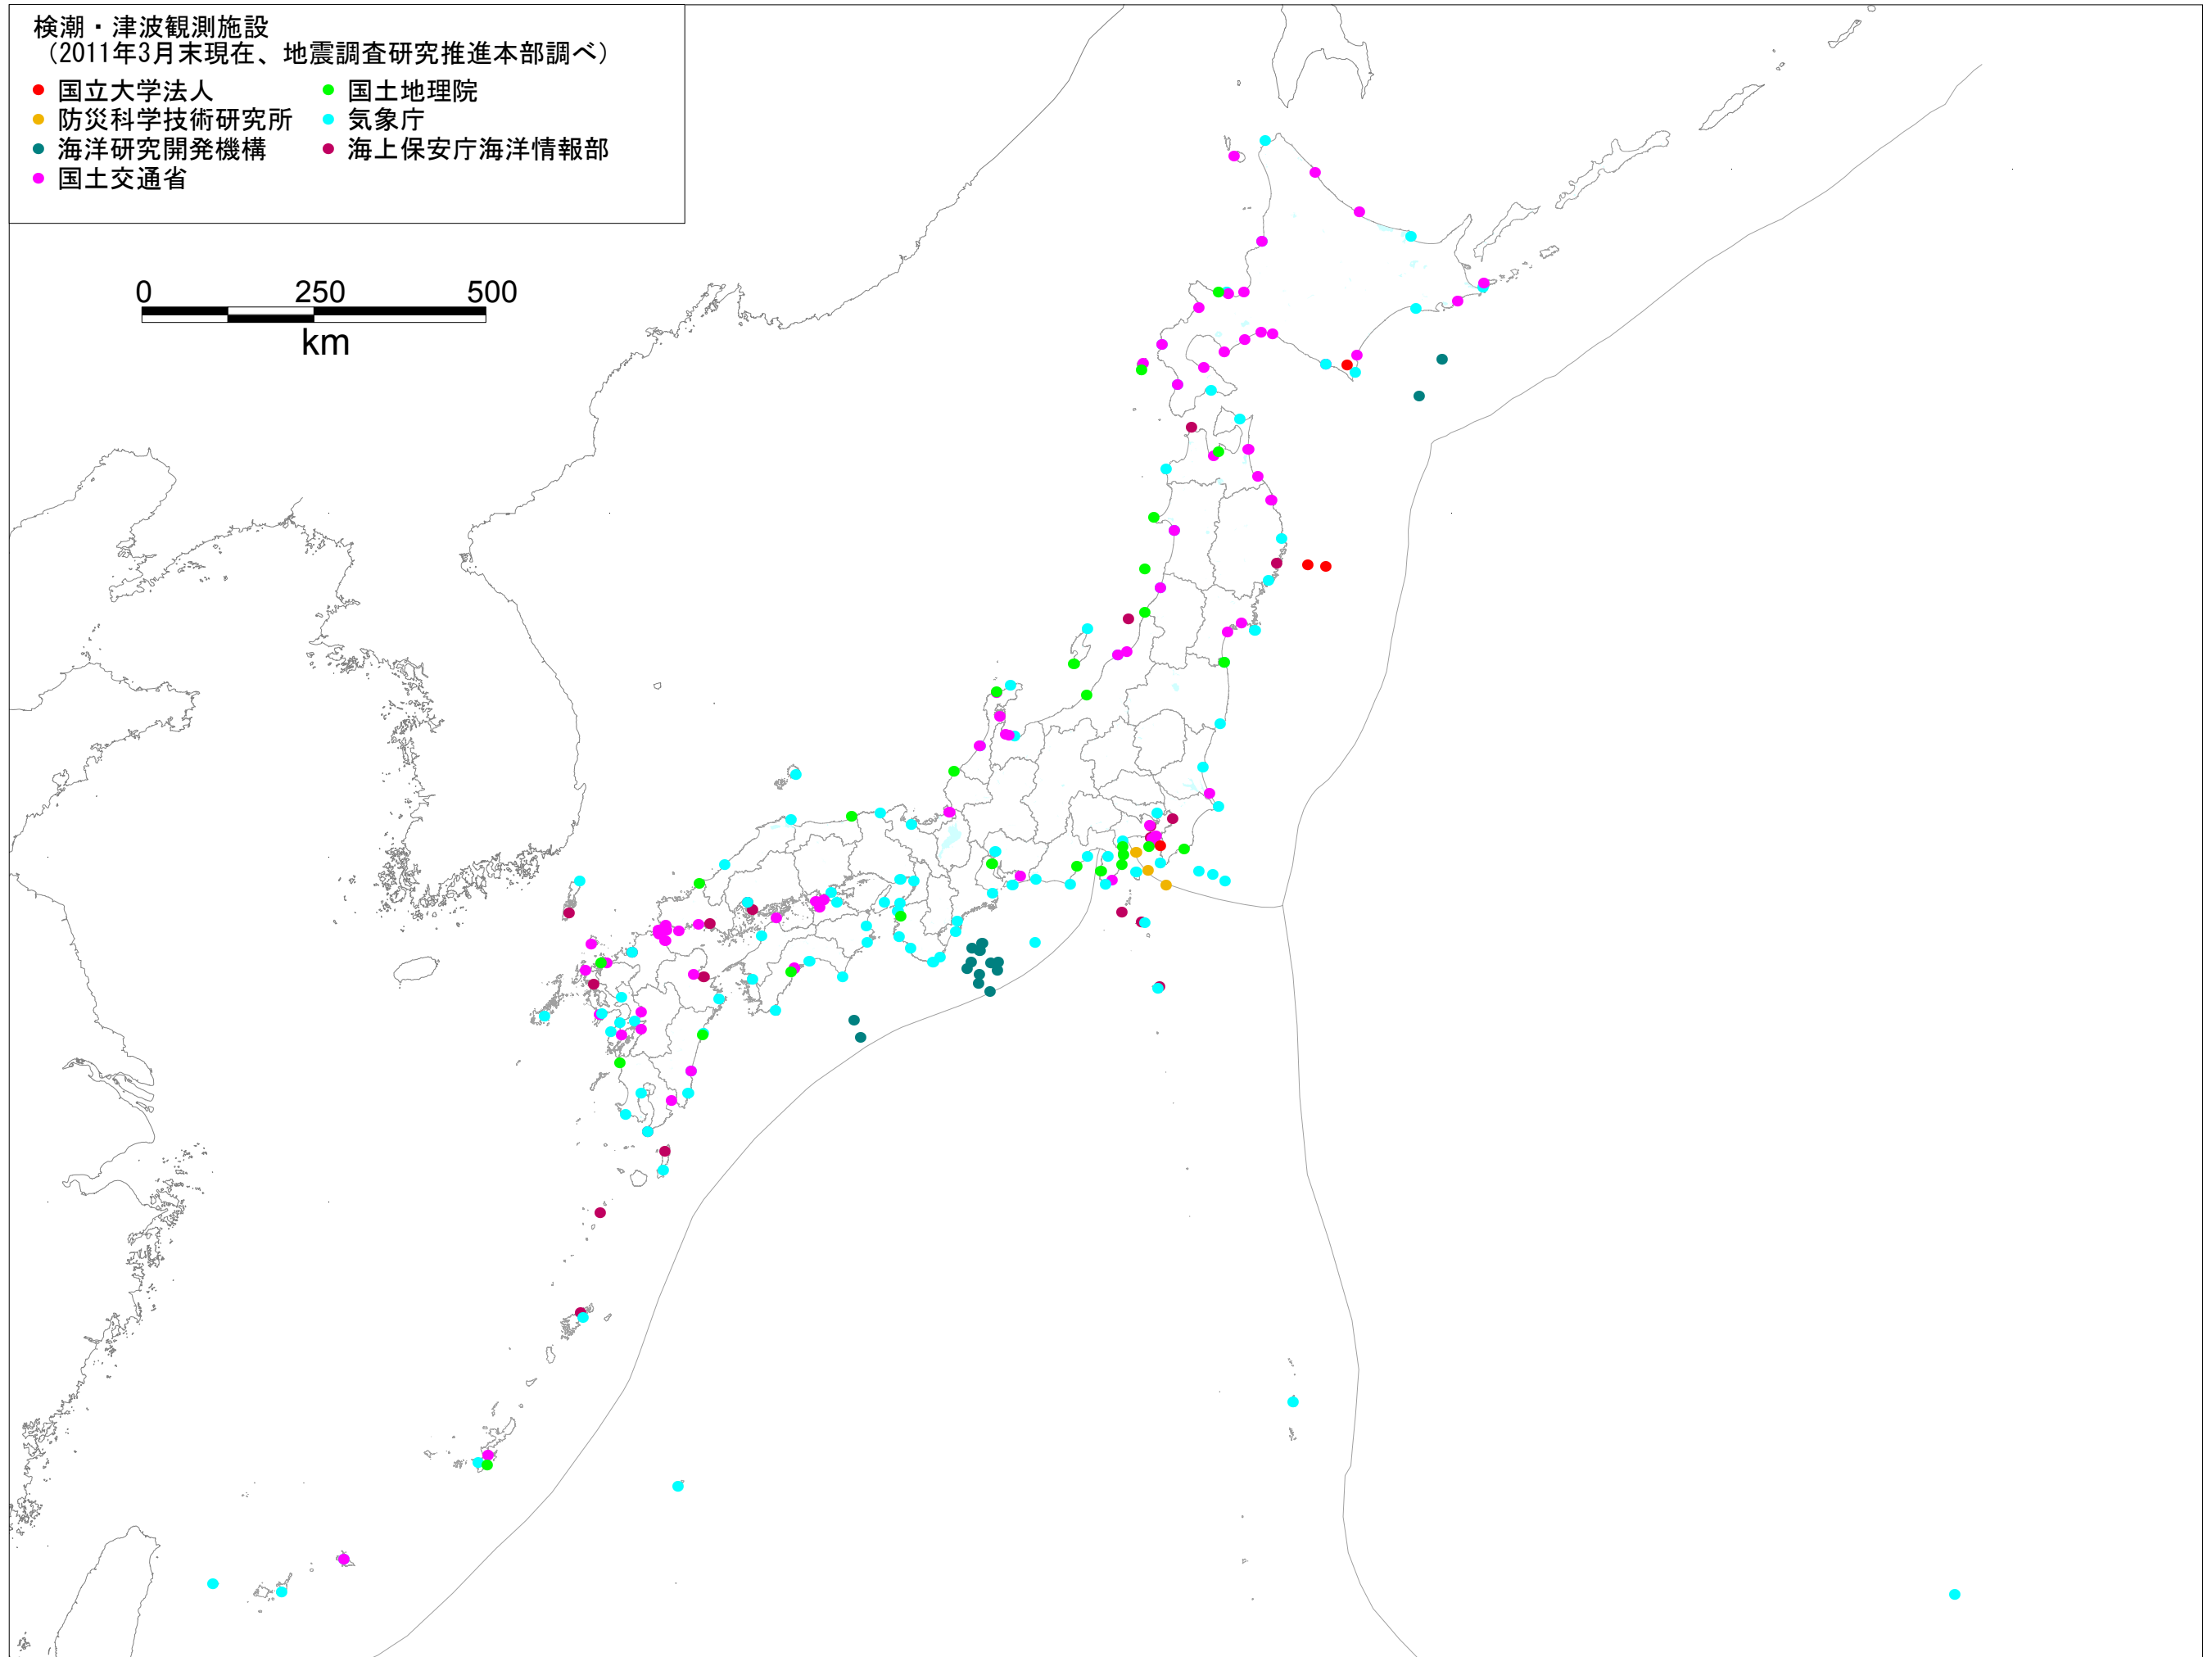 検潮・津波観測施設
（2011年3月末現在、地震調査研究推進本部調べ）
国立大学法人
国土地理院
防災科学技術研究所
気象庁
海洋研究開発機構
海上保安庁海洋情報部
国土交通省
0 250 500
km